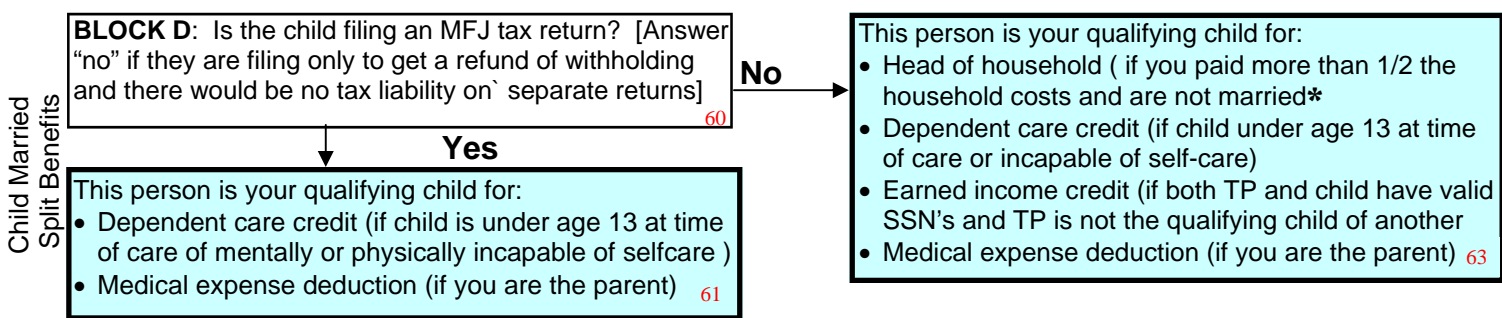 Child Married
Split Benefits
BLOCK D: Is the child filing an MFJ tax return? [Answer
“no” if they are filing only to get a refund of withholding
and there would be no tax liability on` separate returns]
60
No
Yes
This person is your qualifying child for:
• Dependent care credit (if child is under age 13 at time
of care of mentally or physically incapable of selfcare )
• Medical expense deduction (if you are the parent) 61
This person is your qualifying child for:
• Head of household ( if you paid more than 1/2 the
household costs and are not married*
• Dependent care credit (if child under age 13 at time
of care or incapable of self-care)
• Earned income credit (if both TP and child have valid
SSN’s and TP is not the qualifying child of another
• Medical expense deduction (if you are the parent) 63